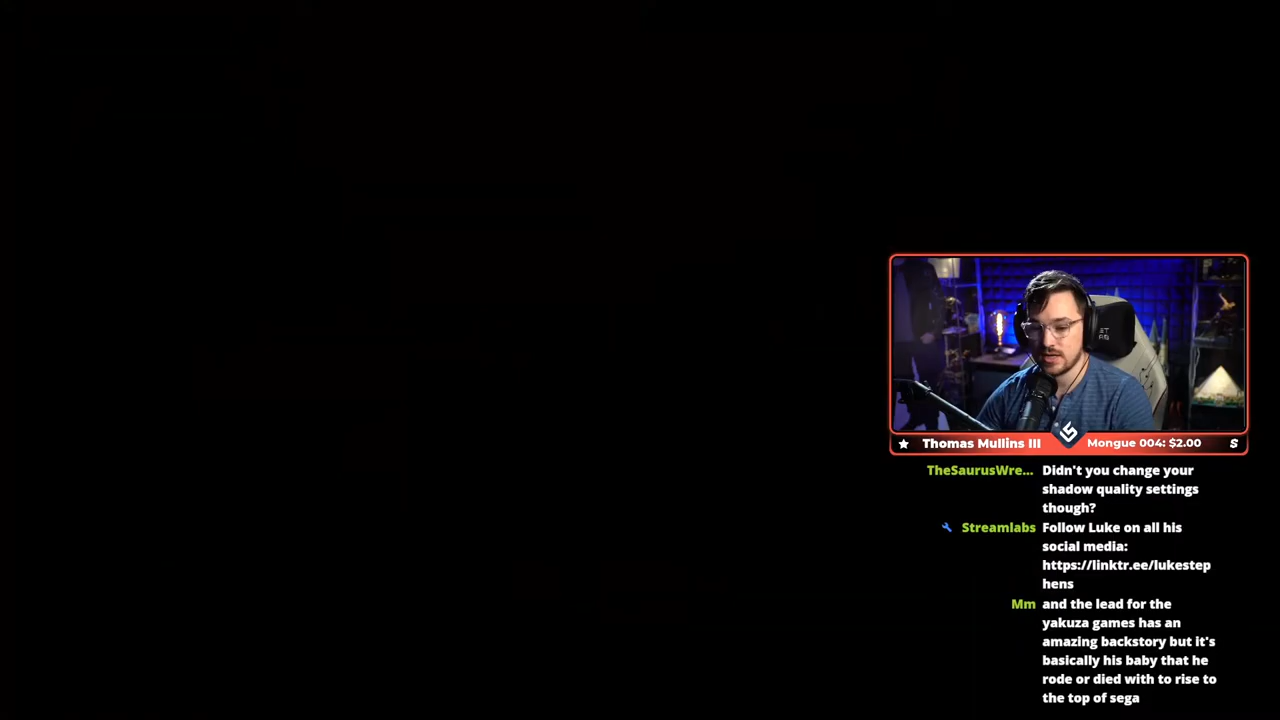 Thomas Mullins III
Mongue 004: $2.00
TheSaurusWre... Didn't you change your
shadow quality settings
though?
Streamlabs Follow Luke on all his
social media:
https://linktr.ee/lukestep
hens
Mm and the lead for the
yakuza games has an
amazing backstory but it's
basically his baby that he
rode or died with to rise to
the top of sega